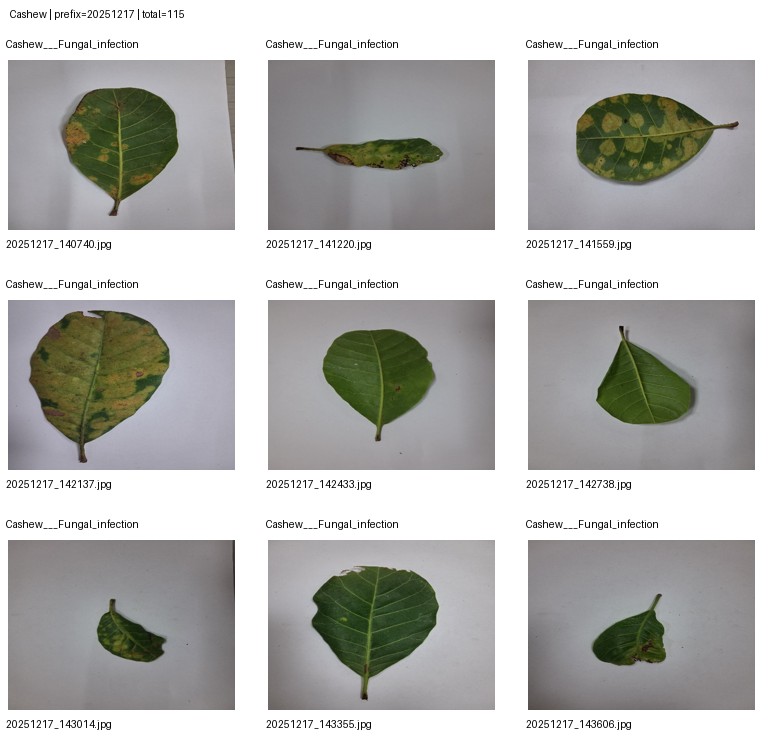 Cashew | prefix=20251217 | total=115
Cashew___Fungal_infection
Cashew___Fungal_infection
Cashew___Fungal_infection
20251217_140740.jpg
20251217_141220.jpg
20251217_141559.jpg
Cashew___Fungal_infection
Cashew___Fungal_infection
Cashew___Fungal_infection
20251217_142137.jpg
20251217_142433.jpg
20251217_142738.jpg
Cashew___Fungal_infection
Cashew___Fungal_infection
Cashew___Fungal_infection
20251217_143014.jpg
20251217_143355.jpg
20251217_143606.jpg